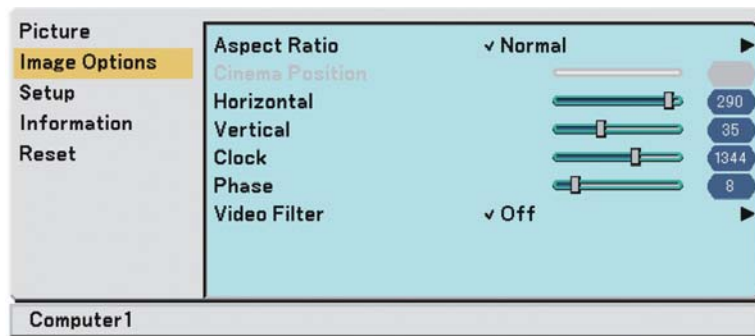 Picture
Image Options
Setup
Information
Reset
Aspect Ratio ✓ Normal
Cinema Position
Horizontal 290
Vertical 35
Clock 1344
Phase 8
Video Filter ✓ Off
Computer1